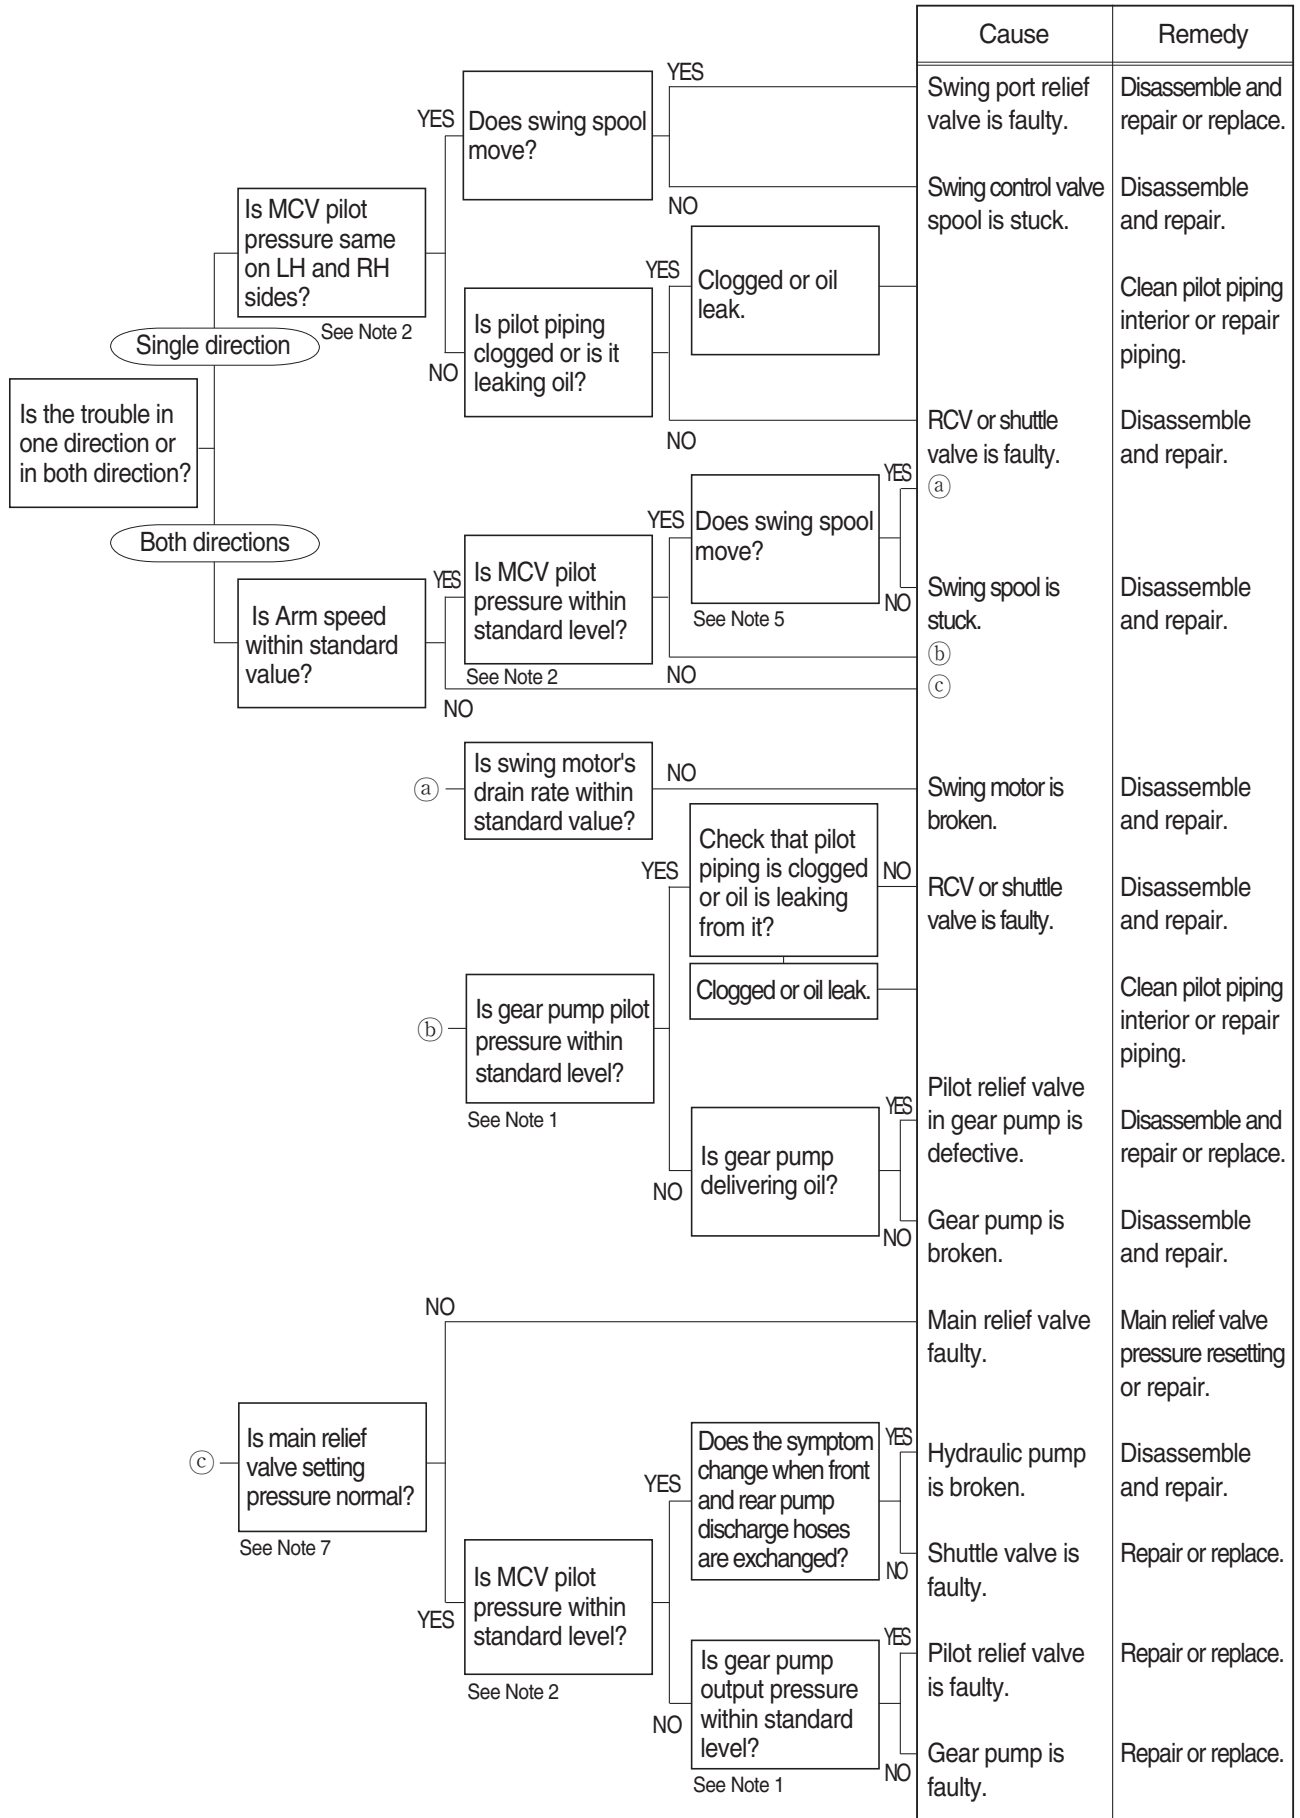 Cause
Remedy
YES
Swing port relief
valve is faulty.
Disassemble and
repair or replace.
YES
Does swing spool
move?
NO
Swing control valve
spool is stuck.
Disassemble
and repair.
Is MCV pilot
pressure same
on LH and RH
sides?
See Note 2
Single direction
YES
Clogged or oil
leak.
Clean pilot piping
interior or repair
piping.
NO
Is pilot piping
clogged or is it
leaking oil?
NO
RCV or shuttle
valve is faulty.
Disassemble
and repair.
Is the trouble in
one direction or
in both direction?
Both directions
YES
ⓐ
YES
Does swing spool
move?
See Note 5
NO
Swing spool is
stuck.
Disassemble
and repair.
YES
Is MCV pilot
pressure within
standard level?
See Note 2
NO
ⓑ
Is Arm speed
within standard
value?
NO
ⓒ
ⓐ
Is swing motor's
drain rate within
standard value?
NO
Swing motor is
broken.
Disassemble
and repair.
YES
Check that pilot
piping is clogged
or oil is leaking
from it?
NO
RCV or shuttle
valve is faulty.
Disassemble
and repair.
Clogged or oil leak.
Clean pilot piping
interior or repair
piping.
ⓑ
Is gear pump pilot
pressure within
standard level?
See Note 1
YES
Pilot relief valve
in gear pump is
defective.
Disassemble and
repair or replace.
NO
Is gear pump
delivering oil?
NO
Gear pump is
broken.
Disassemble
and repair.
NO
Main relief valve
faulty.
Main relief valve
pressure resetting
or repair.
ⓒ
Is main relief
valve setting
pressure normal?
See Note 7
YES
Does the symptom
change when front
and rear pump
discharge hoses
are exchanged?
YES
Hydraulic pump
is broken.
Disassemble
and repair.
NO
Shuttle valve is
faulty.
Repair or replace.
YES
Is MCV pilot
pressure within
standard level?
See Note 2
NO
Is gear pump
output pressure
within standard
level?
See Note 1
YES
Pilot relief valve
is faulty.
Repair or replace.
NO
Gear pump is
faulty.
Repair or replace.